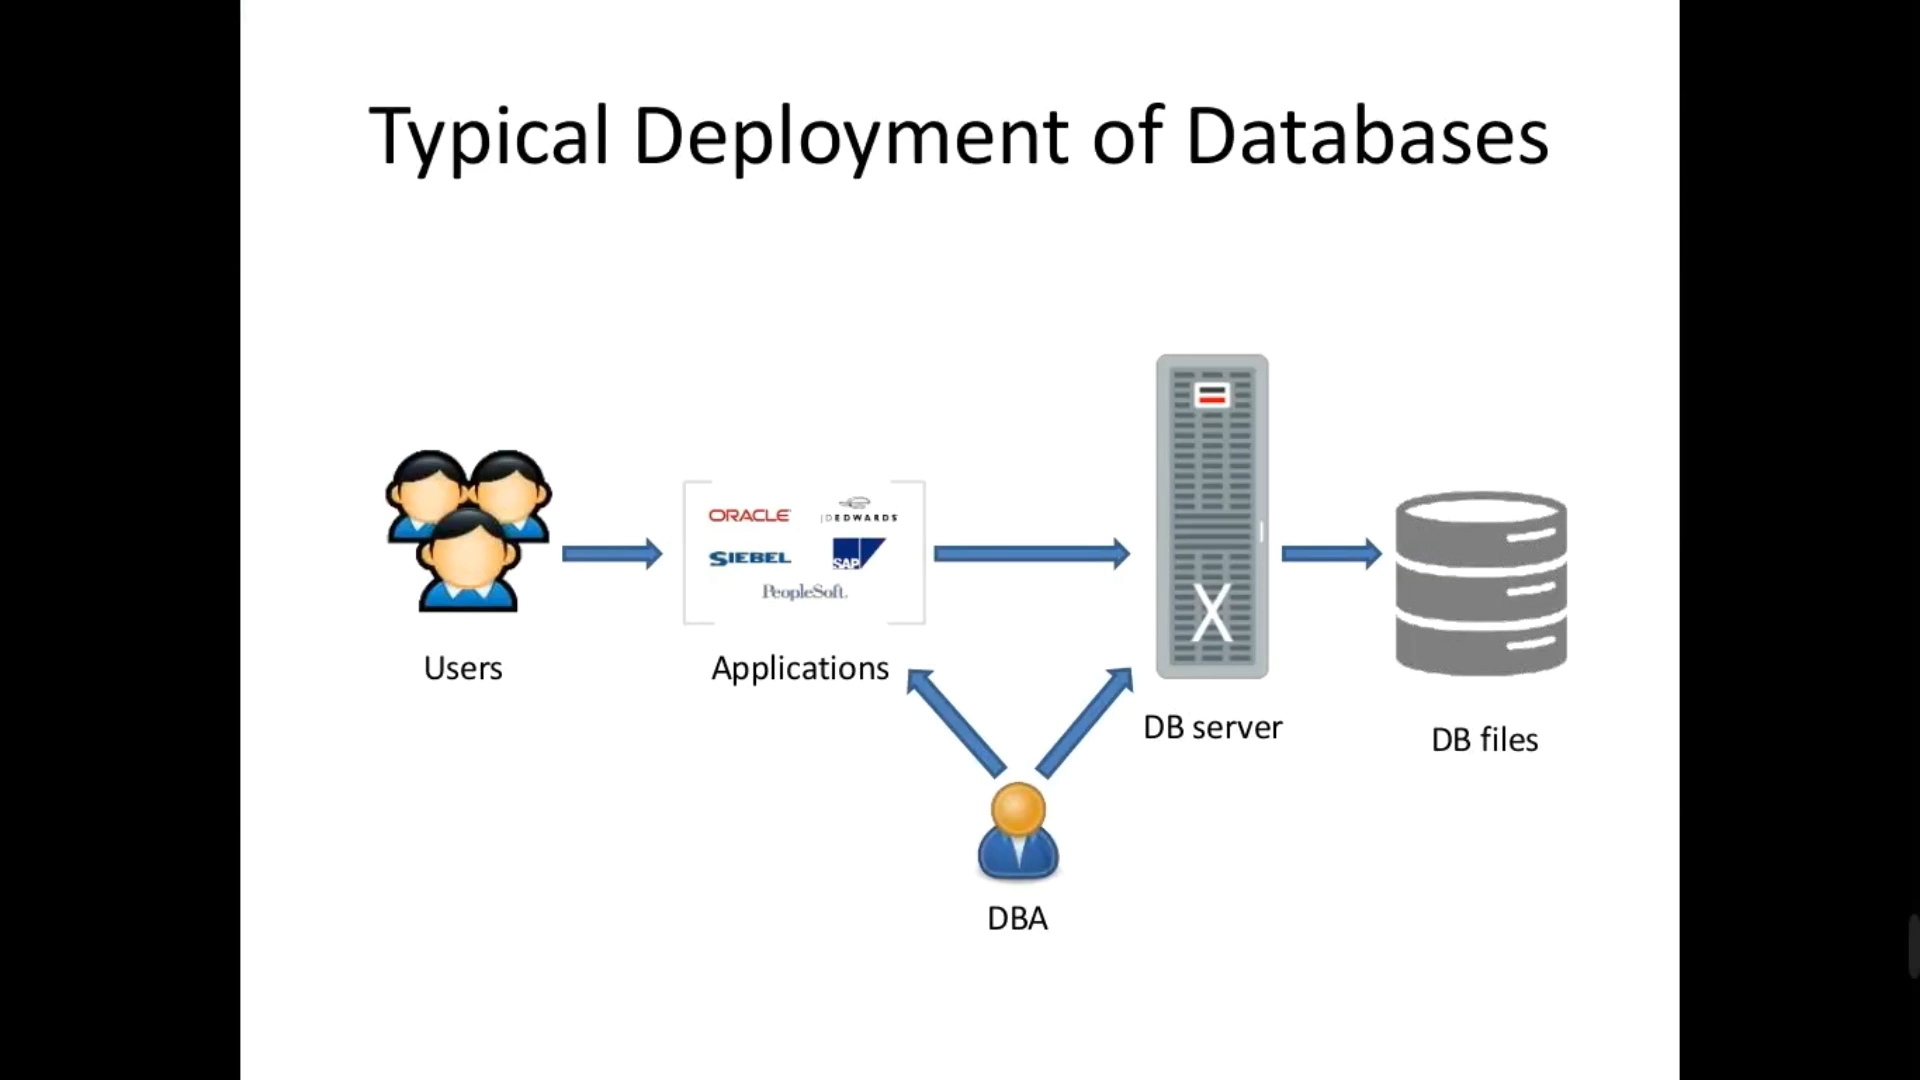 Typical Deployment of Databases
ORACLE
JDEDWARDS
SIEBEL
SAP
PeopleSoft.
X
Users
Applications
DB server
DB files
DBA